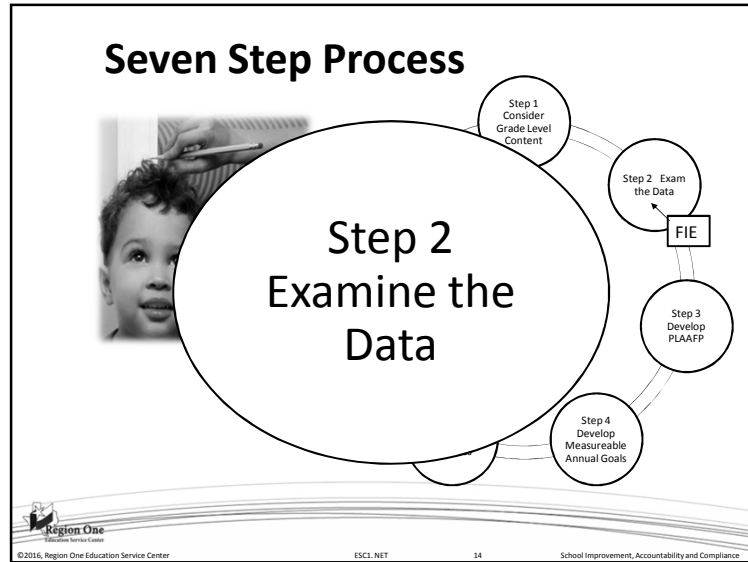 Seven Step Process
Step 1
Consider
Grade Level
Content
Step 2 Exam
the Data
FIE
Step 2
Examine the
Data
Step 3
Develop
PLAAFP
Step 4
Develop
Measureable
Annual Goals
Region One
Education Service Center
©2016, Region One Education Service Center
ESC1. NET
14
School Improvement, Accountability and Compliance